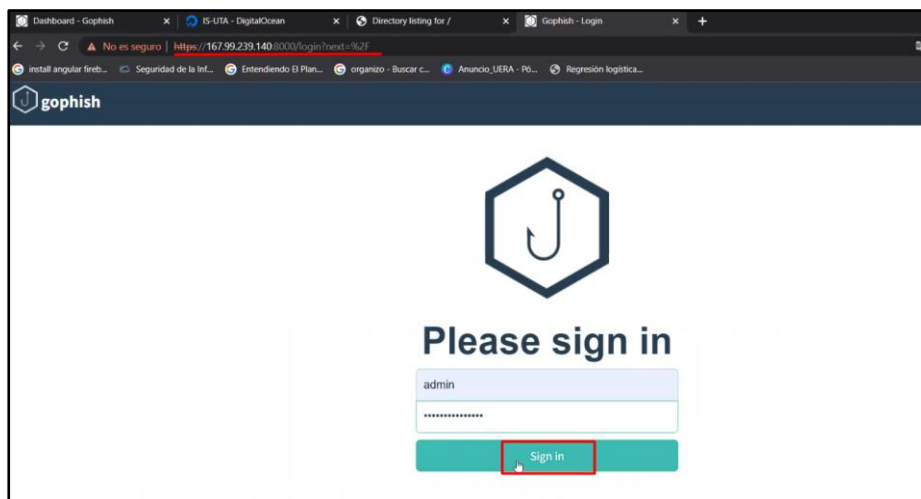 Dashboard - Gophish IS-UTA - DigitalOcean Directory listing for / Gophish - Login
No es seguro | https://167.99.239.140:8000/login?next=%2F
install angular fireb... Seguridad de la Inf... Entendiendo El Plan... organizo - Buscar c... Anuncio_UERA - Pó... Regresión logística...
gophish
Please sign in
admin
Sign in